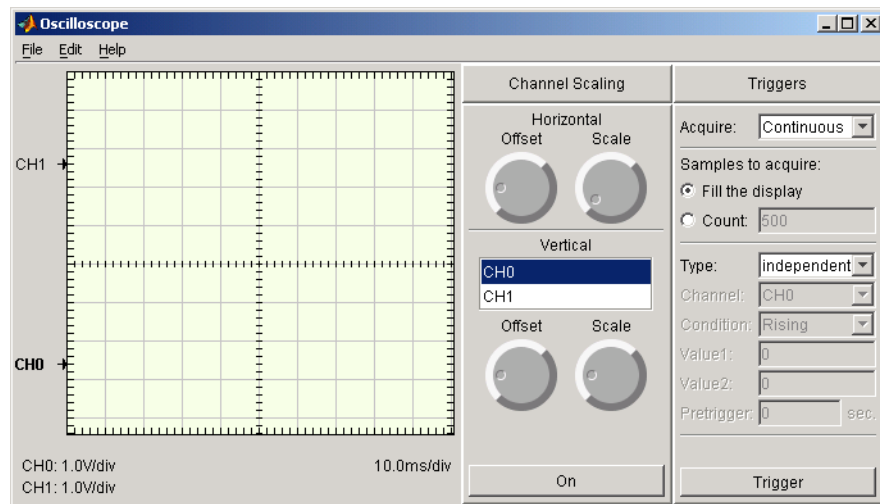 Oscilloscope
File Edit Help
CH1
CH0
CH0: 1.0V/div
10.0ms/div
CH1: 1.0V/div
Channel Scaling
Horizontal
Offset Scale
Vertical
CH0
CH1
Offset Scale
On
Triggers
Acquire: Continuous
Samples to acquire:
Fill the display
Count: 500
Type: independent
Channel: CH0
Condition: Rising
Value1: 0
Value2: 0
Pretrigger: 0 sec.
Trigger